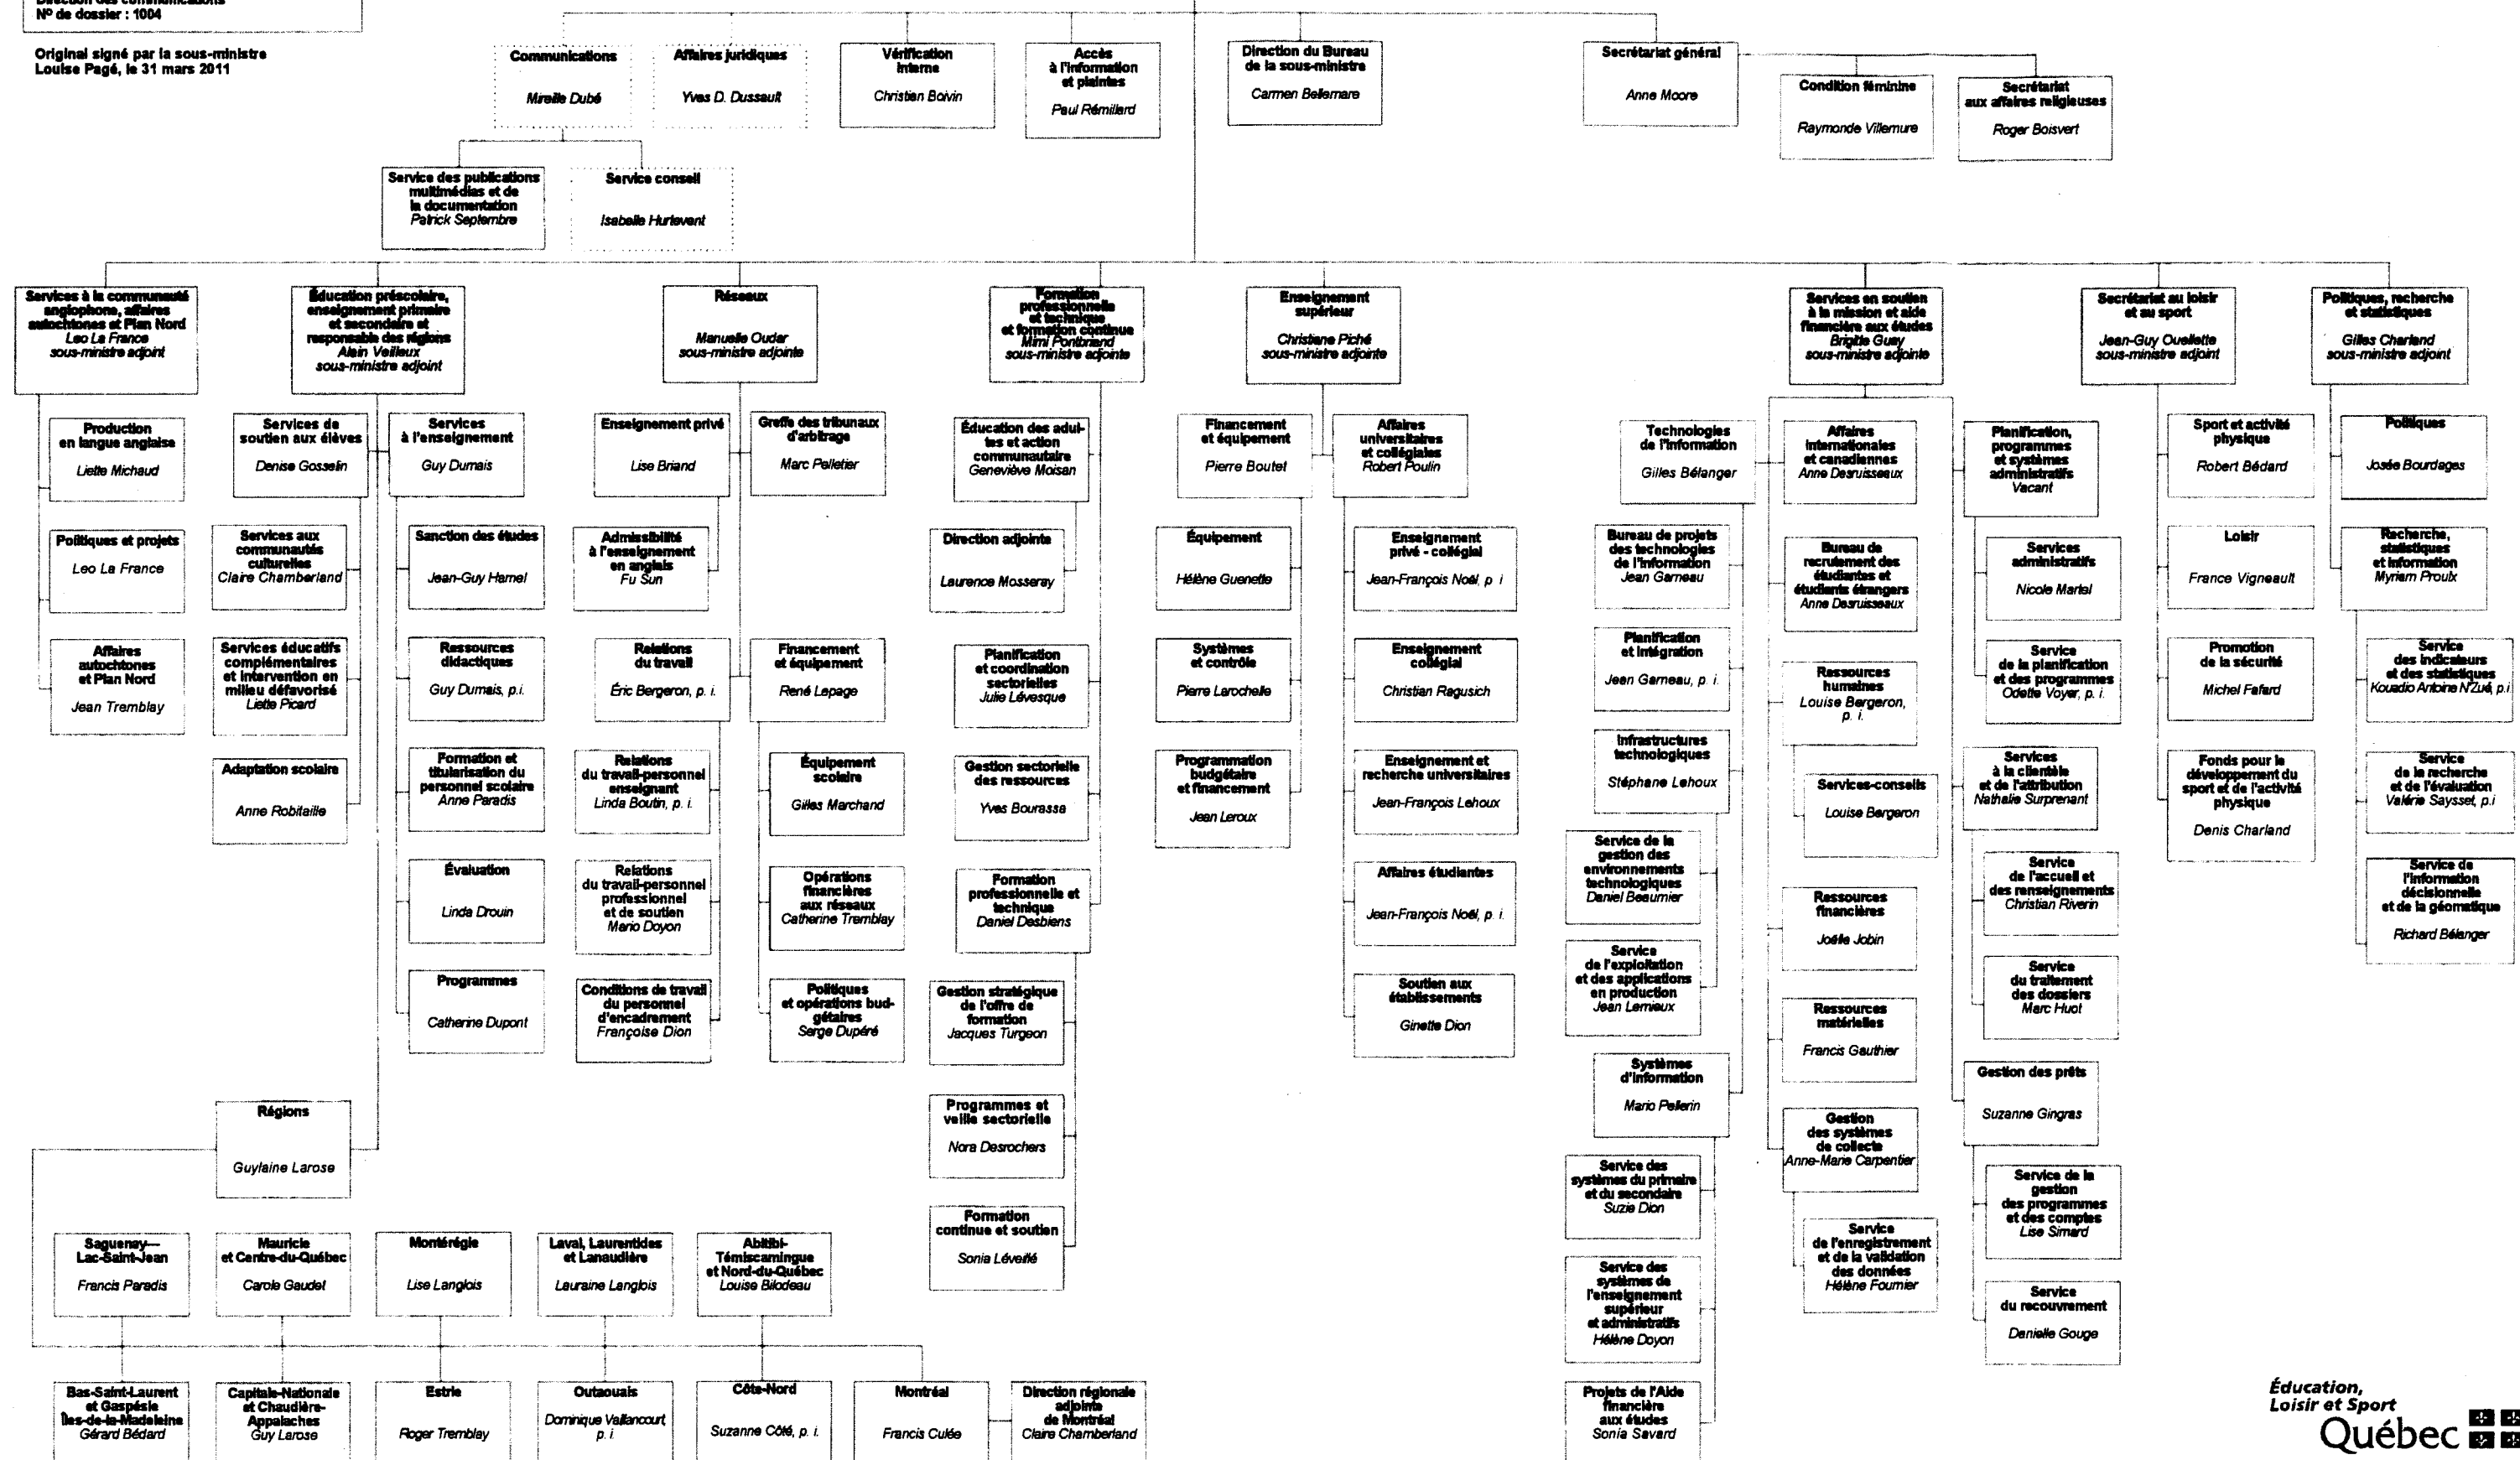 Direction des communications
Nº de dossier : 1004
Original signé par la sous-ministre
Louise Pagé, le 31 mars 2011
Communications
Mireille Dubé
Affaires juridiques
Yves D. Dussault
Vérification
interne
Christian Boivin
Accès
à l'information
et plaintes
Paul Rémillard
Direction du Bureau
de la sous-ministre
Carmen Bellemare
Secrétariat général
Anne Moore
Condition féminine
Raymonde Villemure
Secrétariat
aux affaires religieuses
Roger Boisvert
Service des publications
multimédias et de
la documentation
Patrick Septembre
Service conseil
Isabelle Hurtevent
Services à la communauté
anglophone, affaires
autochtones et Plan Nord
Leo La France
sous-ministre adjoint
Éducation préscolaire,
enseignement primaire
et secondaire et
responsable des régions
Alain Veilleux
sous-ministre adjoint
Réseaux
Manuelle Oudar
sous-ministre adjointe
Formation
professionnelle
et technique
et formation continue
Mimi Pontbriand
sous-ministre adjointe
Enseignement
supérieur
Christiane Piché
sous-ministre adjointe
Services en soutien
à la mission et aide
financière aux études
Brigitte Guay
sous-ministre adjointe
Secrétariat au loisir
et au sport
Jean-Guy Ouellette
sous-ministre adjoint
Politiques, recherche
et statistiques
Gilles Charland
sous-ministre adjoint
Production
en langue anglaise
Liette Michaud
Politiques et projets
Leo La France
Affaires
autochtones
et Plan Nord
Jean Tremblay
Services de
soutien aux élèves
Denise Gosselin
Services aux
communautés
culturelles
Claire Chamberland
Services éducatifs
complémentaires
et intervention en
milieu défavorisé
Liette Picard
Adaptation scolaire
Anne Robitaille
Services
à l'enseignement
Guy Dumais
Sanction des études
Jean-Guy Hamel
Ressources
didactiques
Guy Dumais, p.i.
Formation et
titularisation du
personnel scolaire
Anne Paradis
Évaluation
Linda Drouin
Programmes
Catherine Dupont
Enseignement privé
Lise Briand
Admissibilité
à l'enseignement
en anglais
Fu Sun
Relations
du travail
Éric Bergeron, p. i.
Relations
du travail-personnel
enseignant
Linda Boutin, p. i.
Relations
du travail-personnel
professionnel
et de soutien
Mario Doyon
Conditions de travail
du personnel
d'encadrement
Françoise Dion
Greffe des tribunaux
d'arbitrage
Marc Pelletier
Financement
et équipement
René Lepage
Équipement
scolaire
Gilles Marchand
Opérations
financières
aux réseaux
Catherine Tremblay
Politiques
et opérations bud-
gétaires
Serge Dupéré
Éducation des adul-
tes et action
communautaire
Geneviève Moisan
Direction adjointe
Laurence Mosseray
Planification
et coordination
sectorielles
Julie Lévesque
Gestion sectorielle
des ressources
Yves Bourassa
Formation
professionnelle et
technique
Daniel Desbiens
Gestion stratégique
de l'offre de
formation
Jacques Turgeon
Programmes et
veille sectorielle
Nora Desrochers
Formation
continue et soutien
Sonia Léveillé
Financement
et équipement
Pierre Boutet
Équipement
Hélène Guenette
Systèmes
et contrôle
Pierre Larochelle
Programmation
budgétaire
et financement
Jean Leroux
Affaires
universitaires
et collégiales
Robert Poulin
Enseignement
privé - collégial
Jean-François Noël, p. i
Enseignement
collégial
Christian Ragusich
Enseignement et
recherche universitaires
Jean-François Lehoux
Affaires étudiantes
Jean-François Noël, p. i.
Soutien aux
établissements
Ginette Dion
Technologies
de l'information
Gilles Bélanger
Bureau de projets
des technologies
de l'information
Jean Garneau
Planification
et intégration
Jean Garneau, p. i.
Infrastructures
technologiques
Stéphane Lehoux
Service de la
gestion des
environnements
technologiques
Daniel Beaumier
Service
de l'exploitation
et des applications
en production
Jean Lemieux
Systèmes
d'information
Mario Pellerin
Service des
systèmes du primaire
et du secondaire
Suzie Dion
Service des
systèmes de
l'enseignement
supérieur
et administratifs
Hélène Doyon
Projets de l'Aide
financière
aux études
Sonia Savard
Affaires
internationales
et canadiennes
Anne Desruisseaux
Bureau de
recrutement des
étudiantes et
étudiants étrangers
Anne Desruisseaux
Ressources
humaines
Louise Bergeron,
p. i.
Services-conseils
Louise Bergeron
Ressources
financières
Joëlle Jobin
Ressources
matérielles
Francis Gauthier
Gestion
des systèmes
de collecte
Anne-Marie Carpentier
Service
de l'enregistrement
et de la validation
des données
Hélène Fournier
Planification,
programmes
et systèmes
administratifs
Vacant
Services
administratifs
Nicole Martel
Service
de la planification
et des programmes
Odette Voyer, p. i.
Services
à la clientèle
et de l'attribution
Nathalie Surprenant
Service
de l'accueil et
des renseignements
Christian Riverin
Service
du traitement
des dossiers
Marc Huot
Gestion des prêts
Suzanne Gingras
Service de la
gestion
des programmes
et des comptes
Lise Simard
Service
du recouvrement
Danielle Gouge
Sport et activité
physique
Robert Bédard
Loisir
France Vigneault
Promotion
de la sécurité
Michel Fafard
Fonds pour le
développement du
sport et de l'activité
physique
Denis Charland
Politiques
Josée Bourdages
Recherche,
statistiques
et information
Myriam Proulx
Service
des indicateurs
et des statistiques
Kouadio Antoine N'Zué, p.i.
Service
de la recherche
et de l'évaluation
Valérie Saysset, p.i
Service de
l'information
décisionnelle
et de la géomatique
Richard Bélanger
Régions
Guylaine Larose
Saguenay—
Lac-Saint-Jean
Francis Paradis
Mauricie
et Centre-du-Québec
Carole Gaudet
Montérégie
Lise Langlois
Laval, Laurentides
et Lanaudière
Lauraine Langlois
Abitibi-
Témiscamingue
et Nord-du-Québec
Louise Bilodeau
Bas-Saint-Laurent
et Gaspésie
Îles-de-la-Madeleine
Gérard Bédard
Capitale-Nationale
et Chaudière-
Appalaches
Guy Larose
Estrie
Roger Tremblay
Outaouais
Dominique Vaillancourt,
p. i.
Côte-Nord
Suzanne Côté, p. i.
Montréal
Francis Culée
Direction régionale
adjointe
de Montréal
Claire Chamberland
Éducation,
Loisir et Sport
Québec